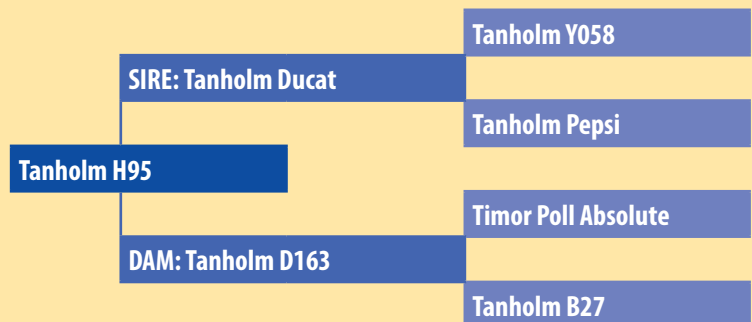 Tanholm Y058
SIRE: Tanholm Ducat
Tanholm Pepsi
Tanholm H95
Timor Poll Absolute
DAM: Tanholm D163
Tanholm B27